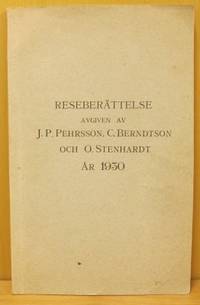 RESEBERÄTTELSE
AVGIVEN AV
J. P. PEHRSSON, C. BERNDTSON
OCH O. STENHARDT
ÅR 1930